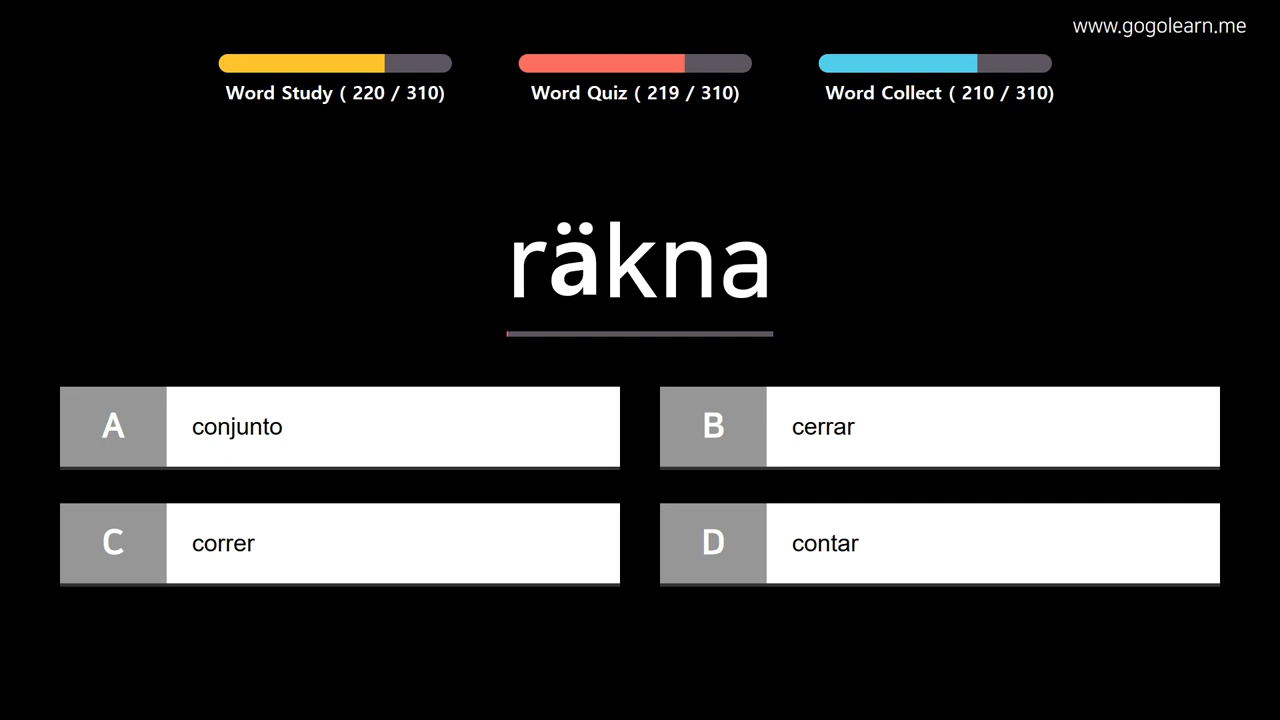 www.gogolearn.me
Word Study ( 220 / 310)
Word Quiz ( 219 / 310)
Word Collect ( 210 / 310)
räkna
A conjunto
B cerrar
C correr
D contar